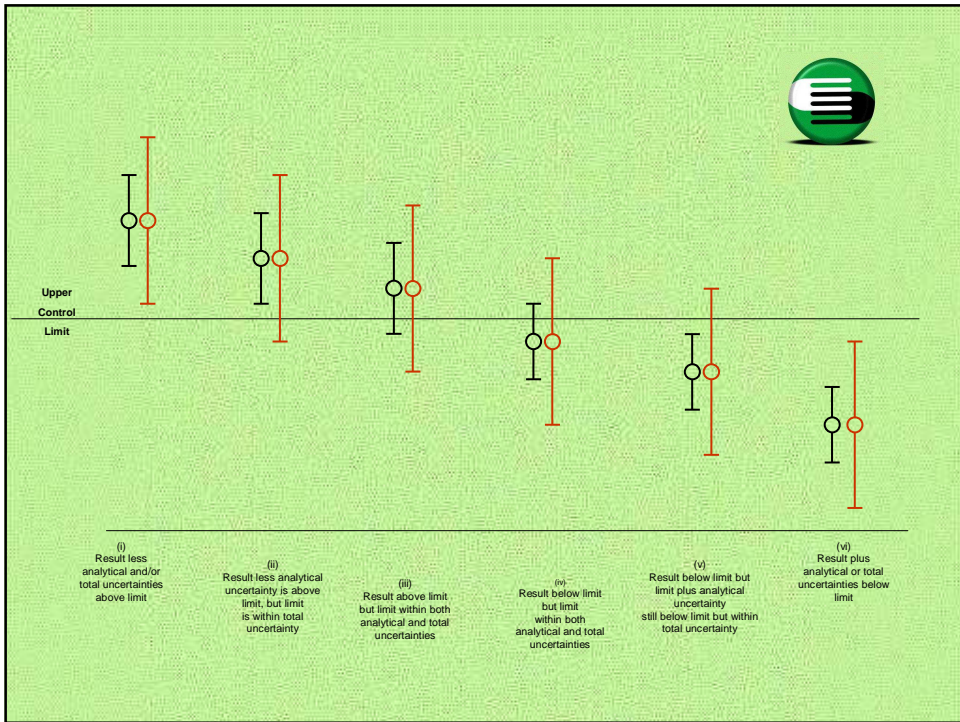 Upper
Control
Limit
(i)
Result less
analytical and/or
total uncertainties
above limit
(ii)
Result less analytical
uncertainty is above
limit, but limit
is within total
uncertainty
(iii)
Result above limit
but limit within both
analytical and total
uncertainties
(iv)
Result below limit
but limit
within both
analytical and total
uncertainties
(v)
Result below limit but
limit plus analytical
uncertainty
still below limit but within
total uncertainty
(vi)
Result plus
analytical or total
uncertainties below
limit